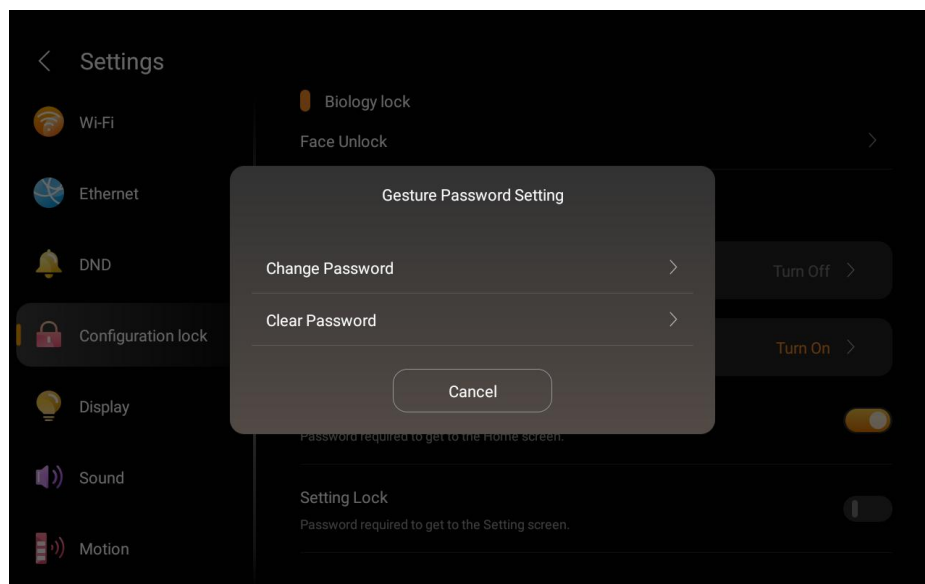 Settings
Wi-Fi
Ethernet
DND
Configuration lock
Display
Sound
Motion
Biology lock
Face Unlock
Gesture Password Setting
Change Password
Clear Password
Cancel
Turn Off
Turn On
Password required to get to the Home screen.
Setting Lock
Password required to get to the Setting screen.